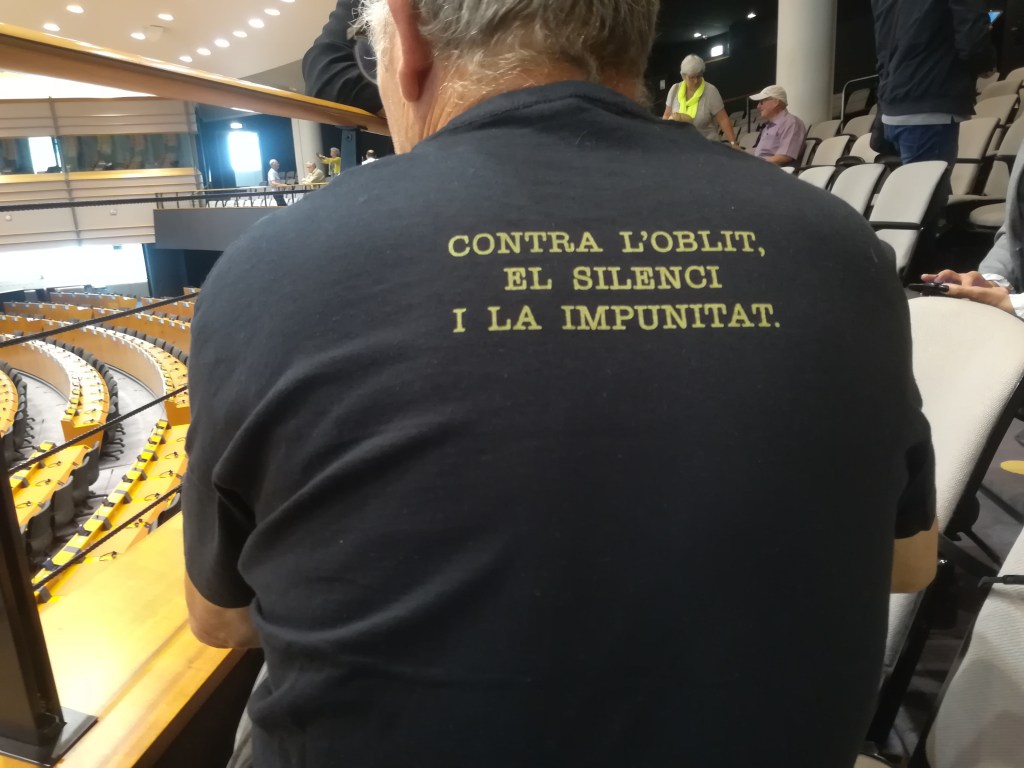 CONTRA L'OBLIT,
EL SILENCI
I LA IMPUNITAT.